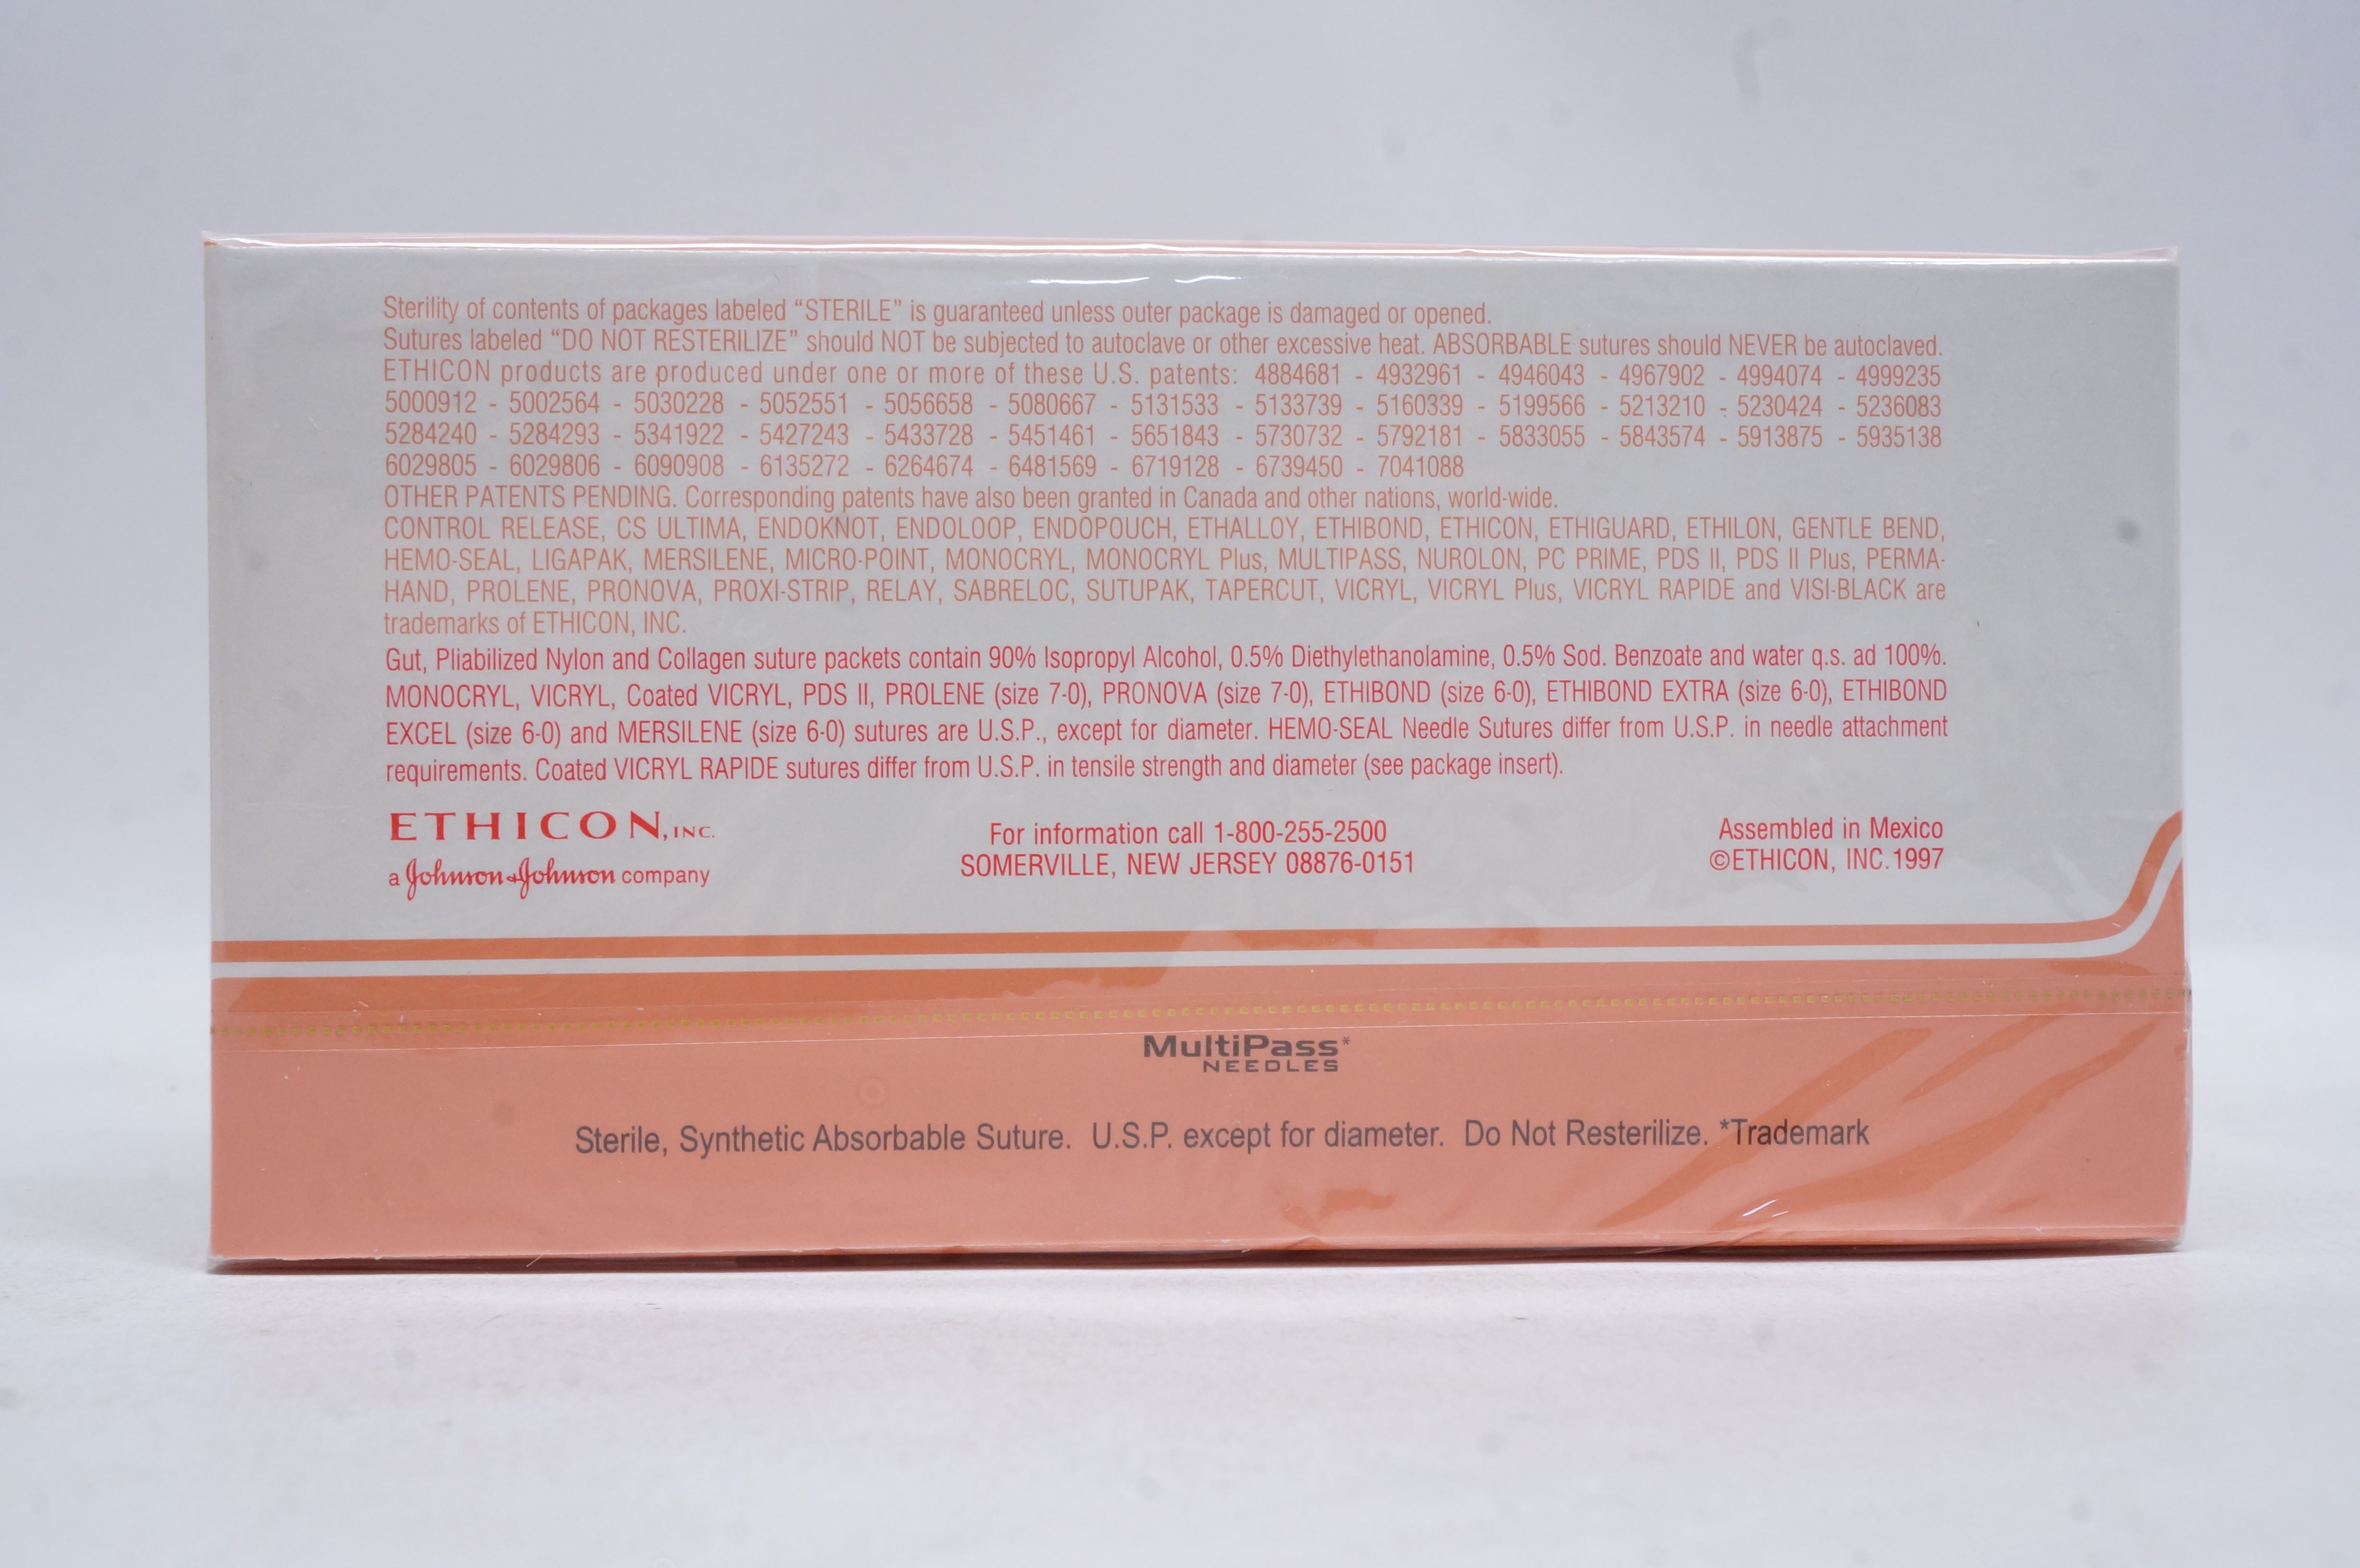 Sterility of contents of packages labeled “STERILE” is guaranteed unless outer package is damaged or opened.
Sutures labeled “DO NOT RESTERILIZE” should NOT be subjected to autoclave or other excessive heat. ABSORBABLE sutures should NEVER be autoclaved.
ETHICON products are produced under one or more of these U.S. patents: 4884681 - 4932961 - 4946043 - 4967902 - 4994074 - 4999235
5000912 - 5002564 - 5030228 - 5052551 - 5056658 - 5080667 - 5131533 - 5133739 - 5160339 - 5199566 - 5213210 - 5230424 - 5236083
5284240 - 5284293 - 5341922 - 5427243 - 5433728 - 5451461 - 5651843 - 5730732 - 5792181 - 5833055 - 5843574 - 5913875 - 5935138
6029805 - 6029806 - 6090908 - 6135272 - 6264674 - 6481569 - 6719128 - 6739450 - 7041088
OTHER PATENTS PENDING. Corresponding patents have also been granted in Canada and other nations, world-wide.
CONTROL RELEASE, CS ULTIMA, ENDOKNOT, ENDOLOOP, ENDOPOUCH, ETHALLOY, ETHIBOND, ETHICON, ETHIGUARD, ETHILON, GENTLE BEND,
HEMO-SEAL, LIGAPAK, MERSILENE, MICRO-POINT, MONOCRYL, MONOCRYL Plus, MULTIPASS, NUROLON, PC PRIME, PDS II, PDS II Plus, PERMA-
HAND, PROLENE, PRONOVA, PROXI-STRIP, RELAY, SABRELOC, SUTUPAK, TAPERCUT, VICRYL, VICRYL Plus, VICRYL RAPIDE and VISI-BLACK are
trademarks of ETHICON, INC.
Gut, Pliabilized Nylon and Collagen suture packets contain 90% Isopropyl Alcohol, 0.5% Diethylethanolamine, 0.5% Sod. Benzoate and water q.s. ad 100%.
MONOCRYL, VICRYL, Coated VICRYL, PDS II, PROLENE (size 7-0), PRONOVA (size 7-0), ETHIBOND (size 6-0), ETHIBOND EXTRA (size 6-0), ETHIBOND
EXCEL (size 6-0) and MERSILENE (size 6-0) sutures are U.S.P., except for diameter. HEMO-SEAL Needle Sutures differ from U.S.P. in needle attachment
requirements. Coated VICRYL RAPIDE sutures differ from U.S.P. in tensile strength and diameter (see package insert).
ETHICON, INC.
a Johnson & Johnson company
For information call 1-800-255-2500
SOMERVILLE, NEW JERSEY 08876-0151
Assembled in Mexico
©ETHICON, INC.1997
MultiPass*
NEEDLES
Sterile, Synthetic Absorbable Suture. U.S.P. except for diameter. Do Not Resterilize. *Trademark